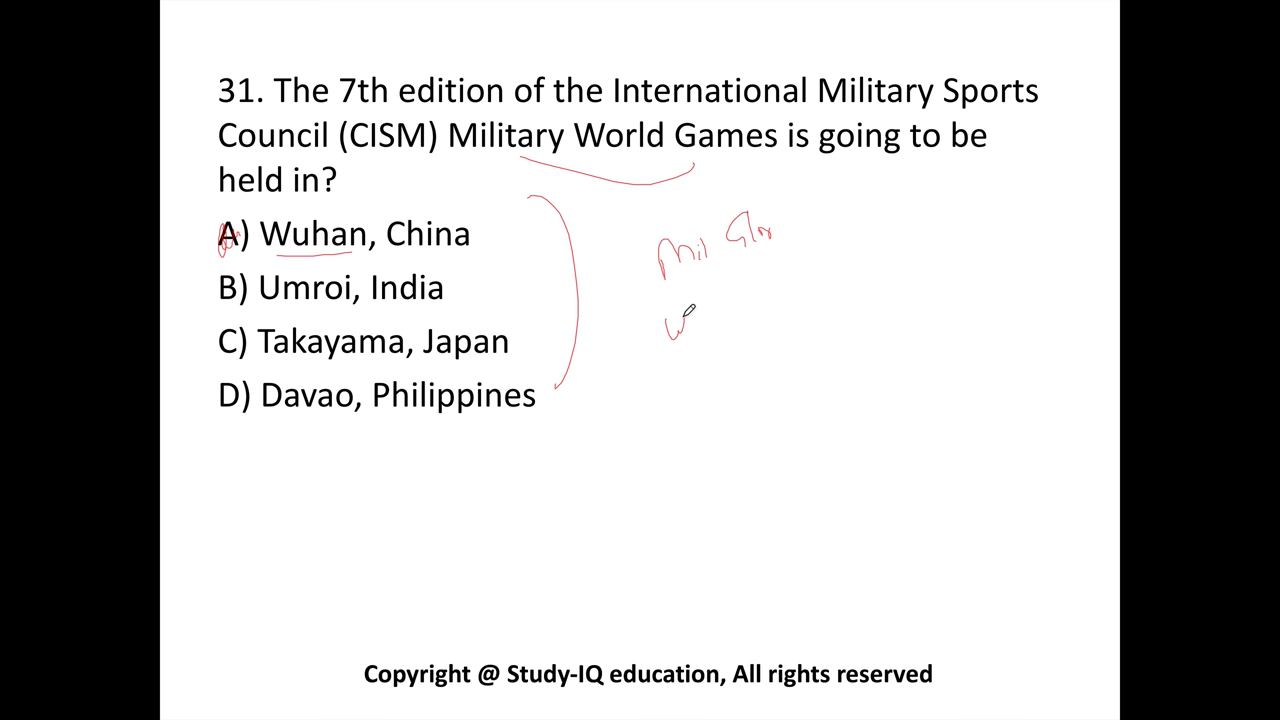 31. The 7th edition of the International Military Sports
Council (CISM) Military World Games is going to be
held in?
A) Wuhan, China
B) Umroi, India
C) Takayama, Japan
D) Davao, Philippines
Copyright @ Study-IQ education, All rights reserved